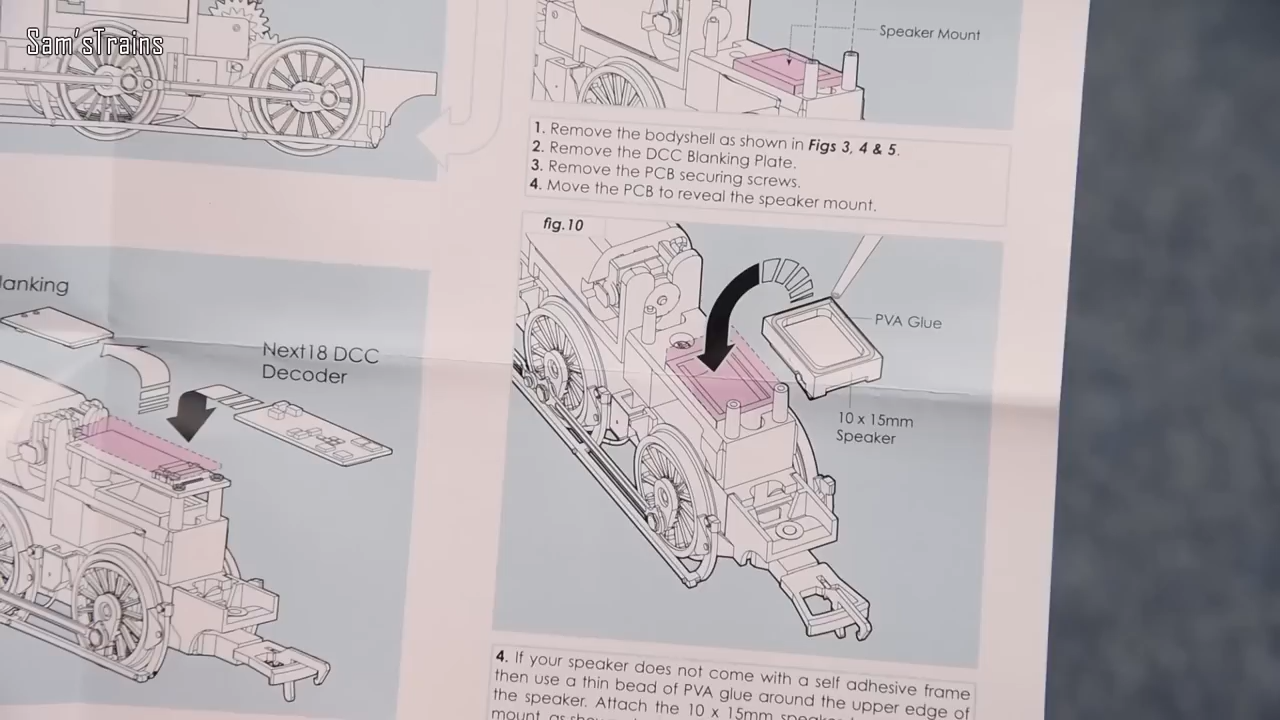 Sam'sTrains
Speaker Mount
1. Remove the bodyshell as shown in Figs 3, 4 & 5.
2. Remove the DCC Blanking Plate.
3. Remove the PCB securing screws.
4. Move the PCB to reveal the speaker mount.
fig.10
PVA Glue
10 x 15mm
Speaker
lanking
Next18 DCC
Decoder
4. If your speaker does not come with a self adhesive frame
then use a thin bead of PVA glue around the upper edge of
the speaker. Attach the 10 x 15mm speaker
mount, as